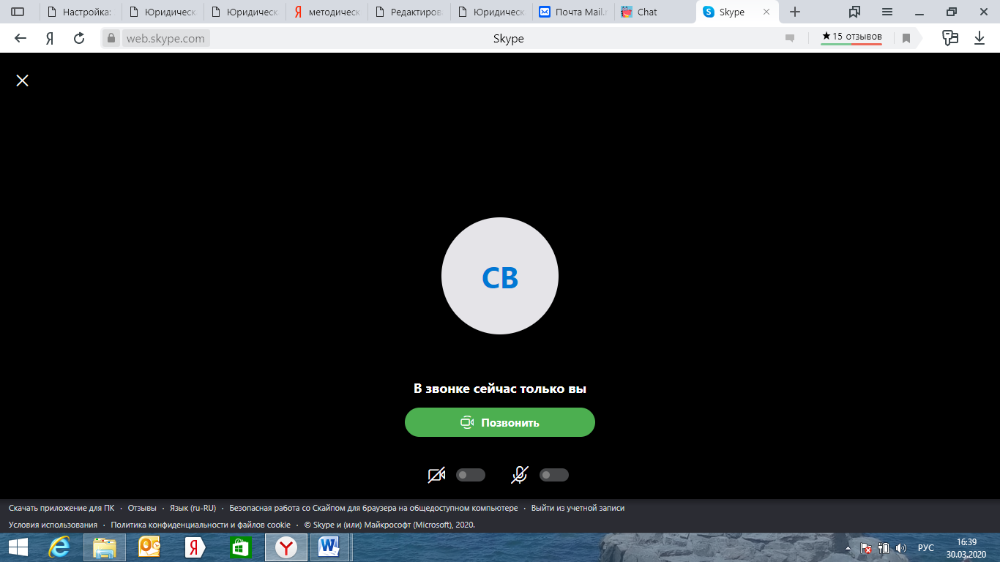 Настройка:
Юридическ
Юридическ
Я методическ
Редактиров
Юридическ
Почта Mail.r
Chat
Skype
Я
web.skype.com
Skype
★15 отзывов
СВ
В звонке сейчас только вы
Позвонить
Скачать приложение для ПК · Отзывы · Язык (ru-RU) · Безопасная работа со Скайпом для браузера на общедоступном компьютере · Выйти из учетной записи
Условия использования · Политика конфиденциальности и файлов cookie · © Skype и (или) Майкрософт (Microsoft), 2020.
РУС
16:39
30.03.2020